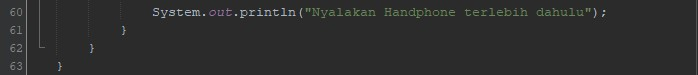 60 System.out.println("Nyalakan Handphone terlebih dahulu");
61 }
62 }
63 }